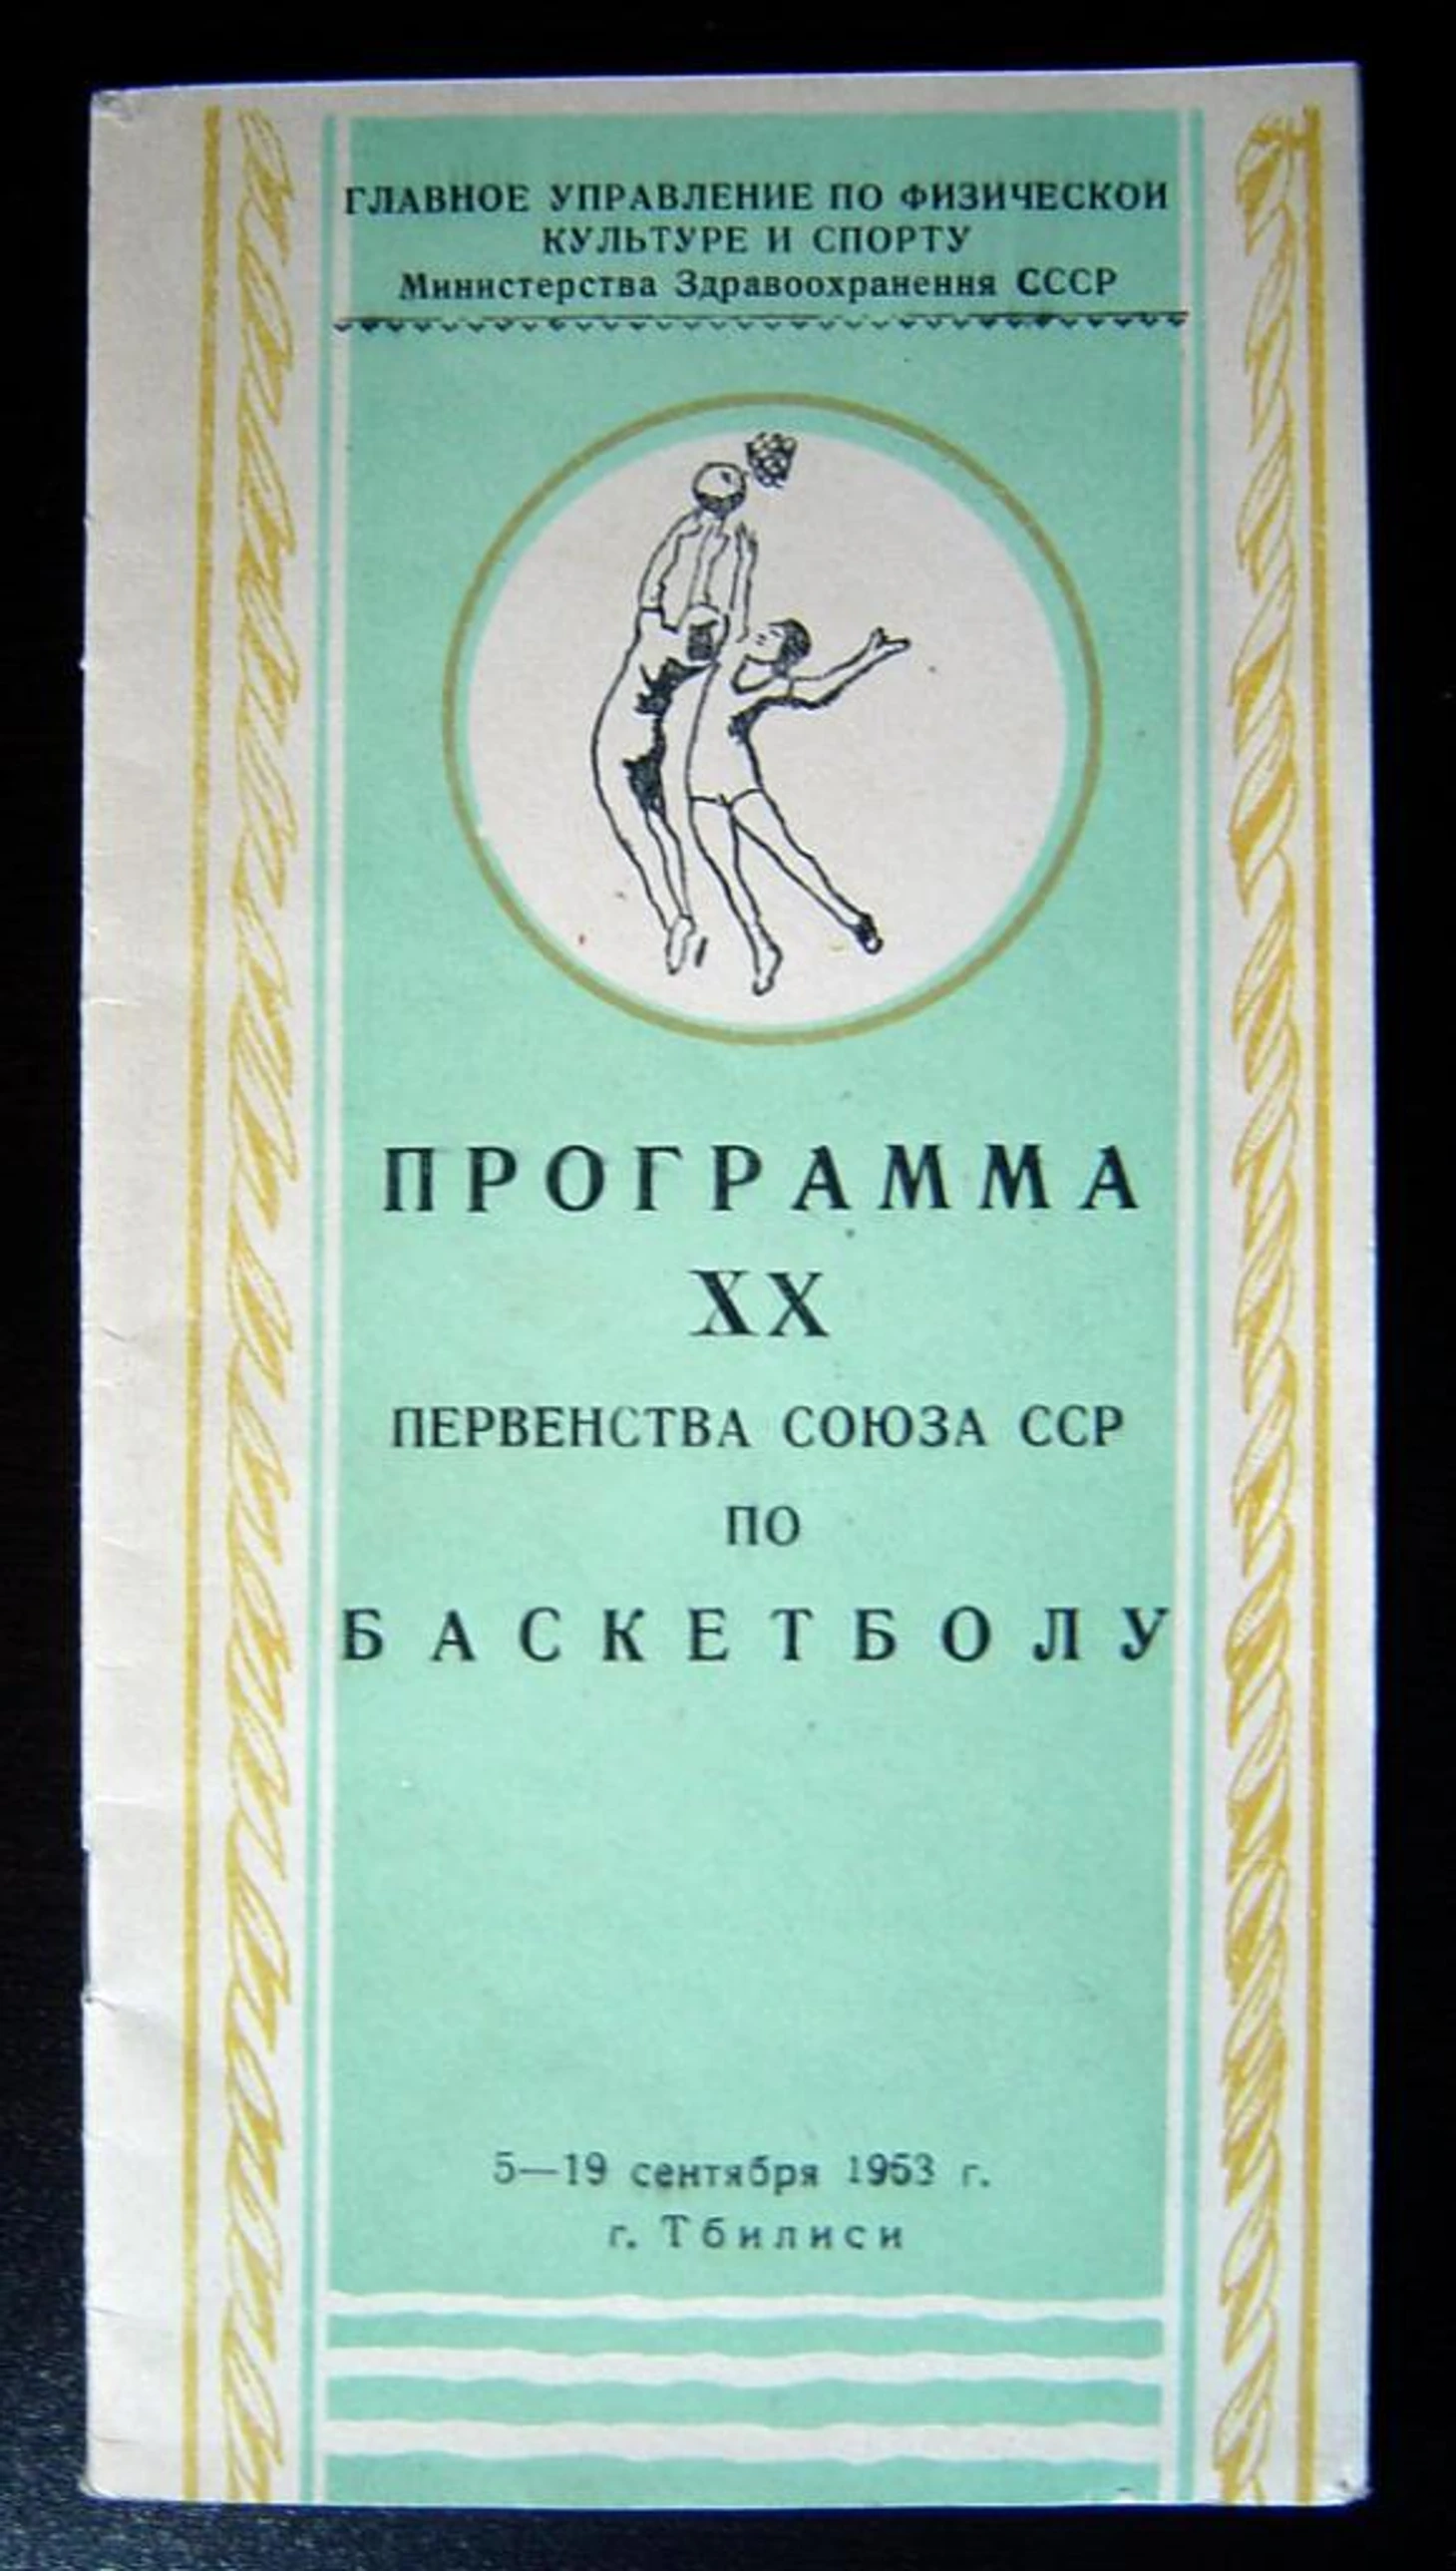 ГЛАВНОЕ УПРАВЛЕНИЕ ПО ФИЗИЧЕСКОЙ
КУЛЬТУРЕ И СПОРТУ
Министерства Здравоохранения СССР
ПРОГРАММА
XX
ПЕРВЕНСТВА СОЮЗА ССР
ПО
БАСКЕТБОЛУ
5—19 сентября 1953 г.
г. Тбилиси